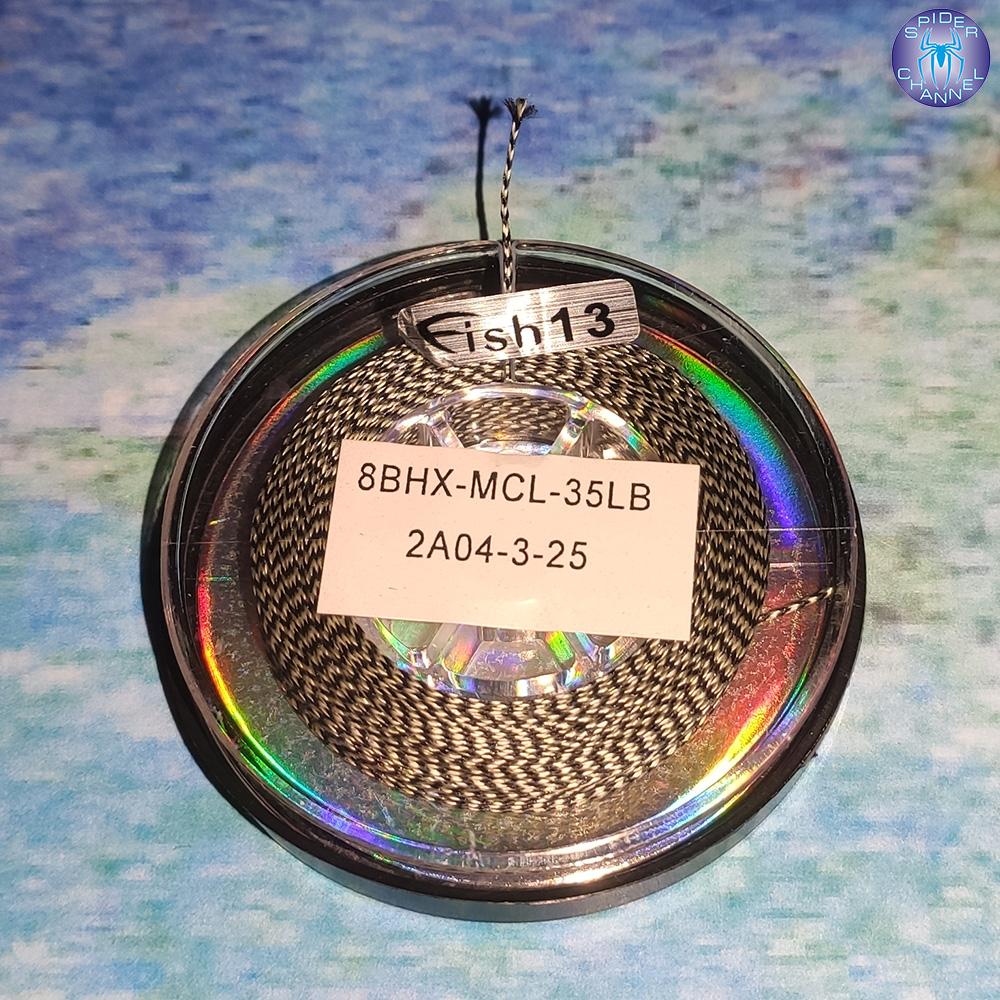 SPIDER
CHANNEL
Fish13
8BHX-MCL-35LB
2A04-3-25